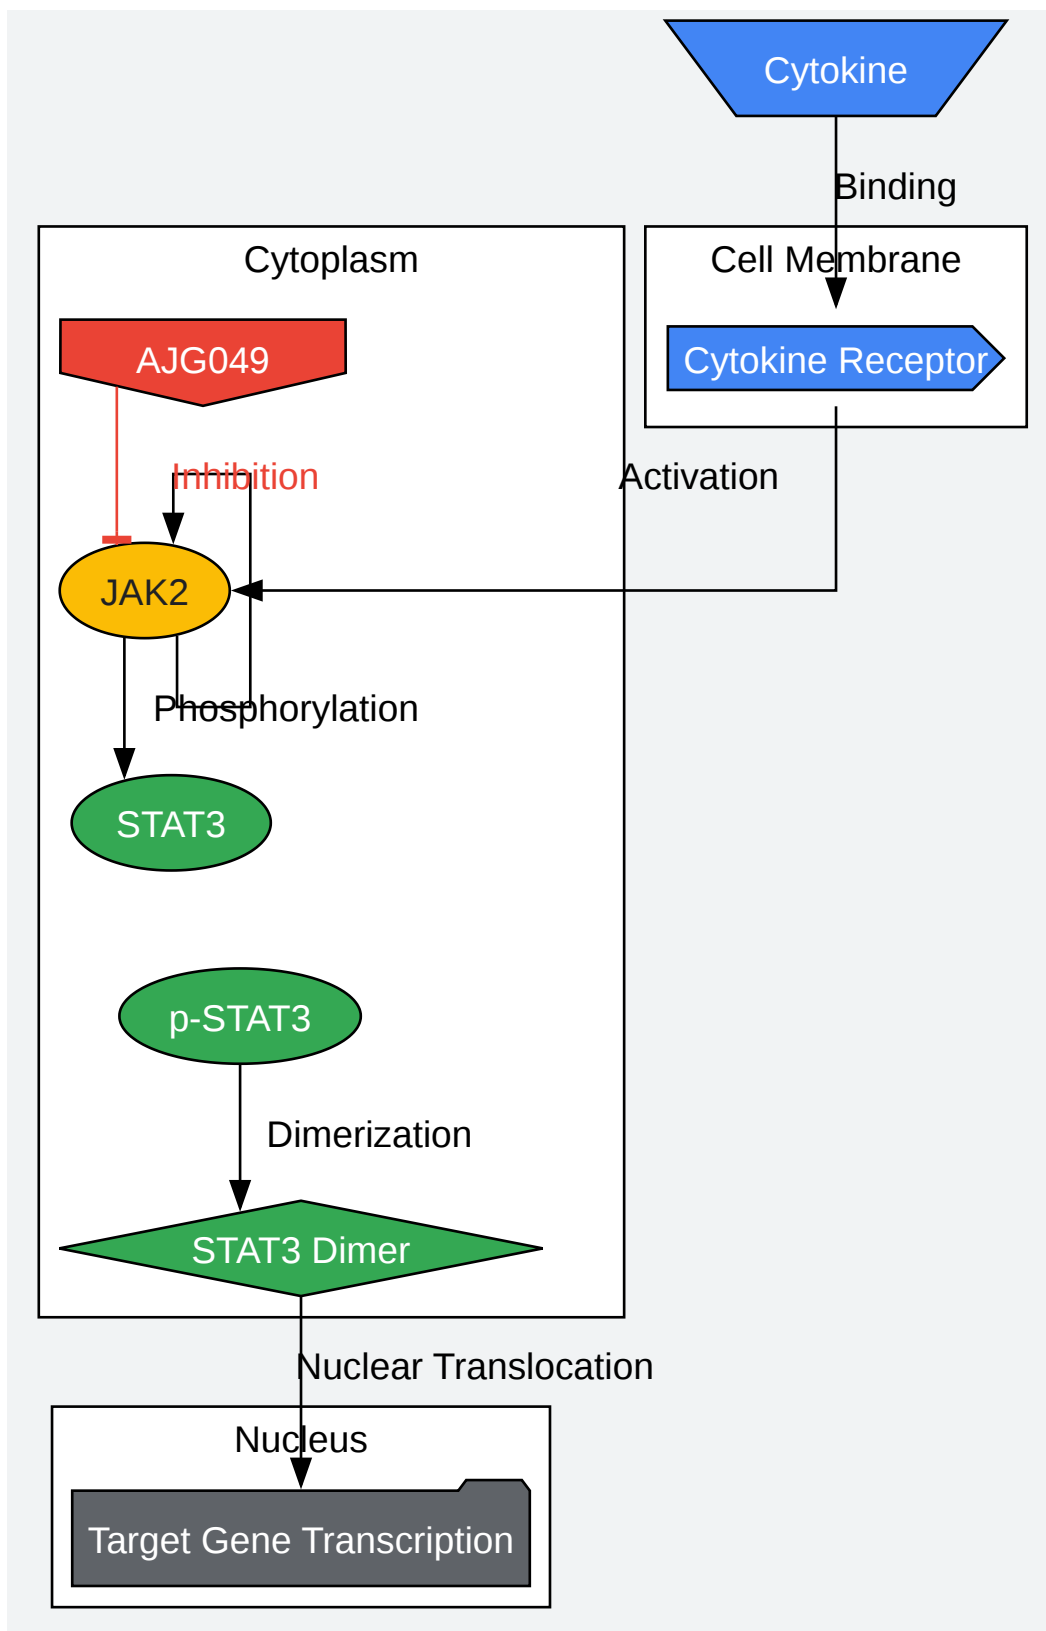 Cytokine
Binding
Cytoplasm
Cell Membrane
AJG049
Cytokine Receptor
Inhibition
Activation
JAK2
Phosphorylation
STAT3
p-STAT3
Dimerization
STAT3 Dimer
Nuclear Translocation
Nucleus
Target Gene Transcription